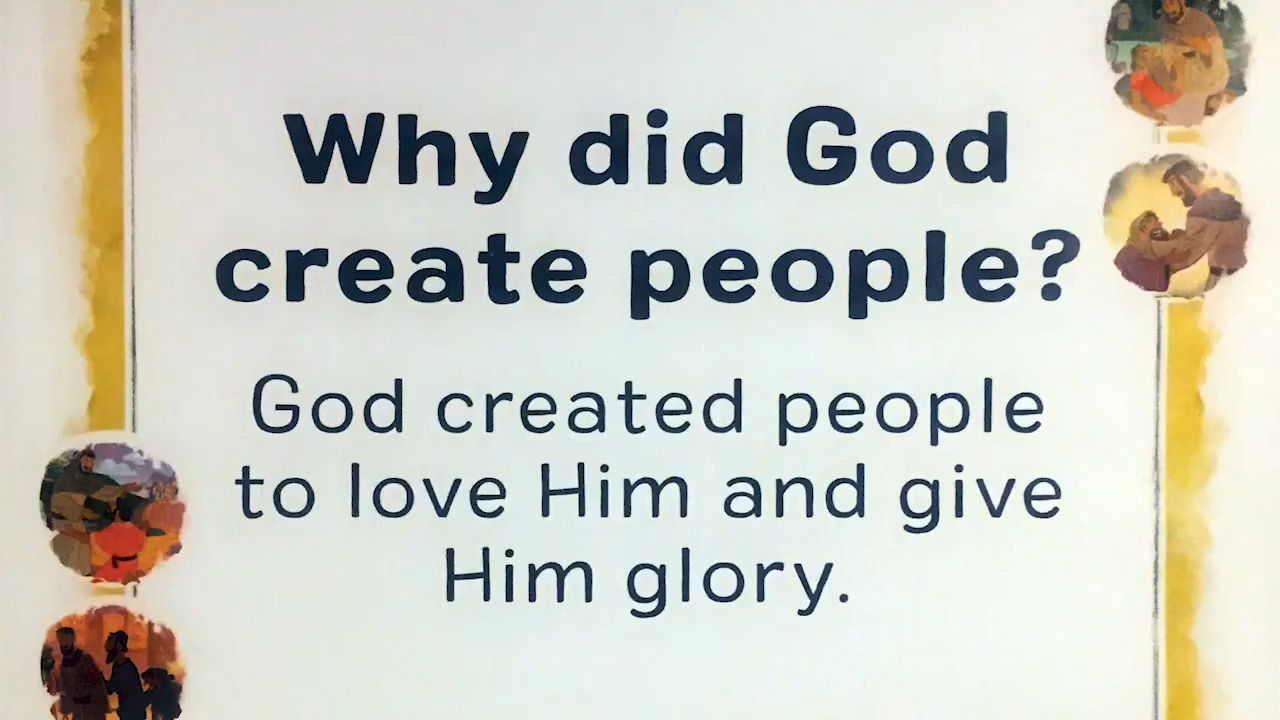 Why did God
create people?
God created people
to love Him and give
Him glory.